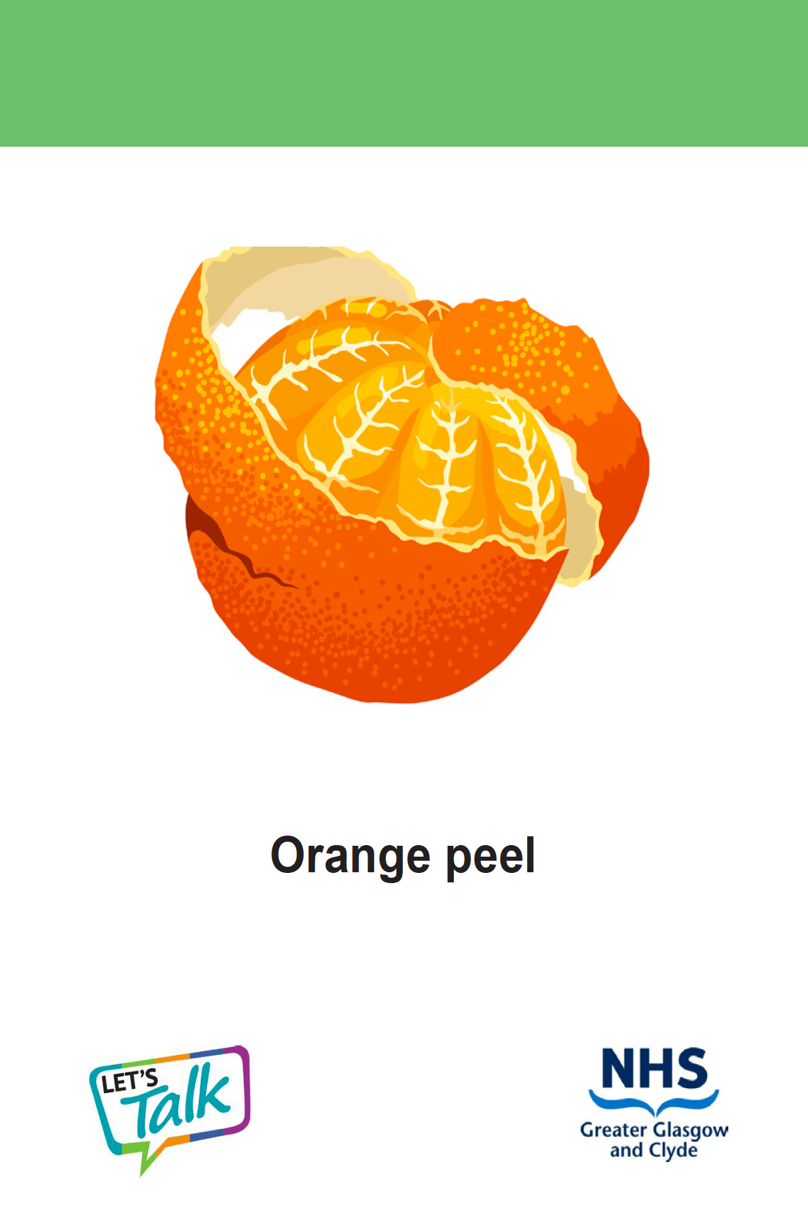 Orange peel
LET'S
Talk
NHS
Greater Glasgow
and Clyde